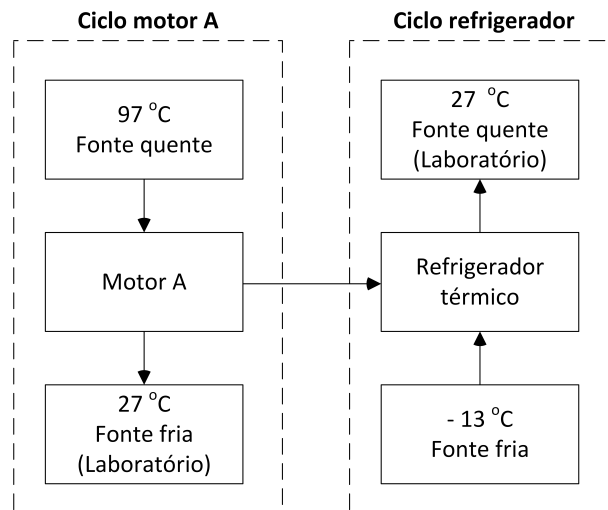 Ciclo motor A
97 °C
Fonte quente
Motor A
27 °C
Fonte fria
(Laboratório)
Ciclo refrigerador
27 °C
Fonte quente
(Laboratório)
Refrigerador
térmico
- 13 °C
Fonte fria